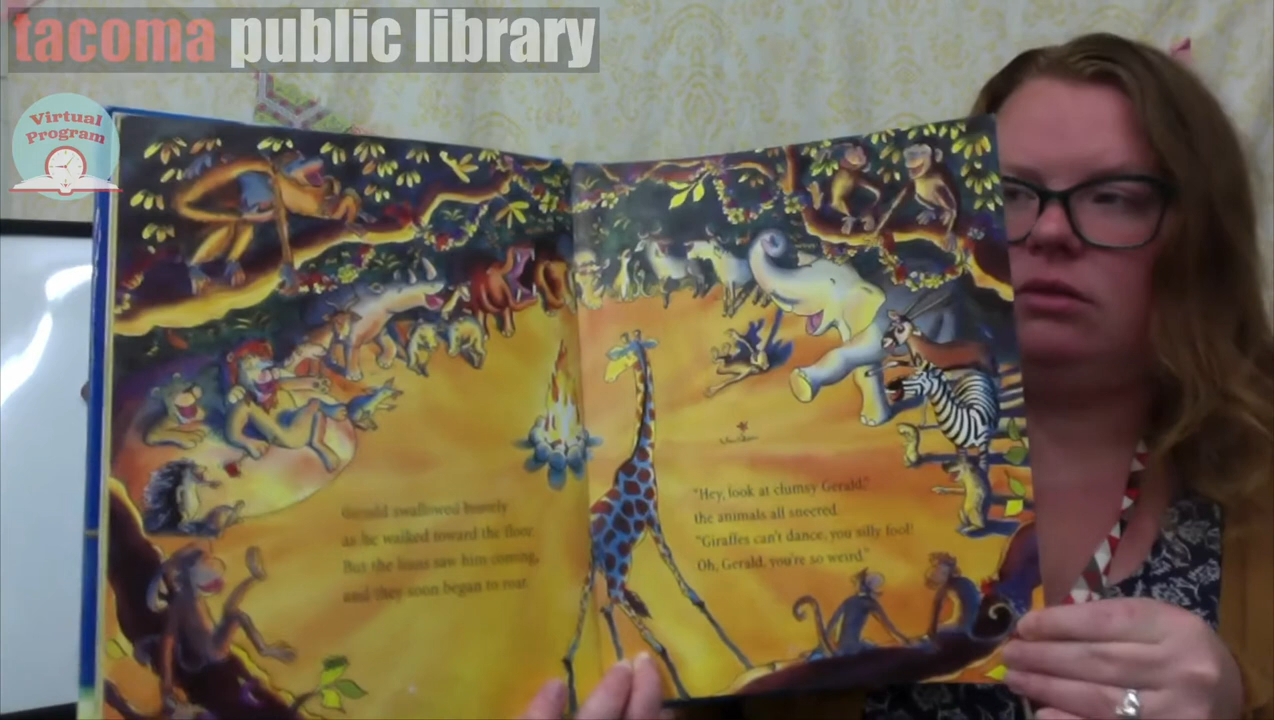 tacoma public library
Virtual
Program
Gerald swallowed bravely
as he walked toward the floor.
But the lions saw him coming,
and they soon began to roar.
"Hey, look at clumsy Gerald,"
the animals all sneered.
"Giraffes can't dance, you silly fool!
Oh, Gerald, you're so weird."